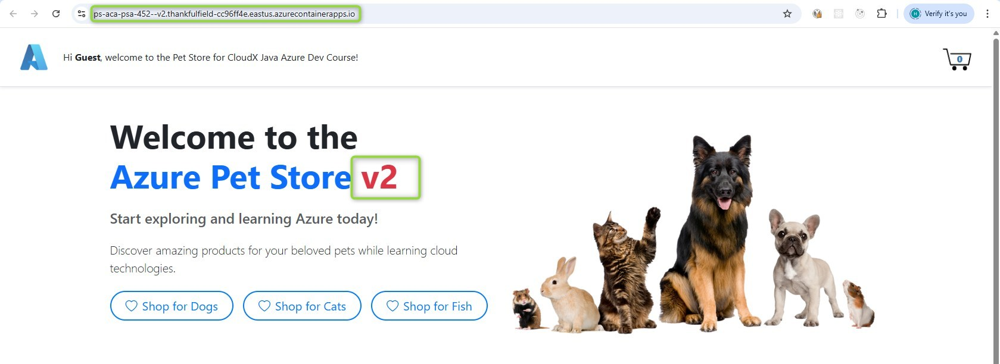 ps-aca-psa-452--v2.thankfulfield-cc96ff4e.eastus.azurecontainerapps.io
H
Verify it's you
Hi Guest, welcome to the Pet Store for CloudX Java Azure Dev Course!
0
Welcome to the
Azure Pet Store v2
Start exploring and learning Azure today!
Discover amazing products for your beloved pets while learning cloud
technologies.
Shop for Dogs
Shop for Cats
Shop for Fish